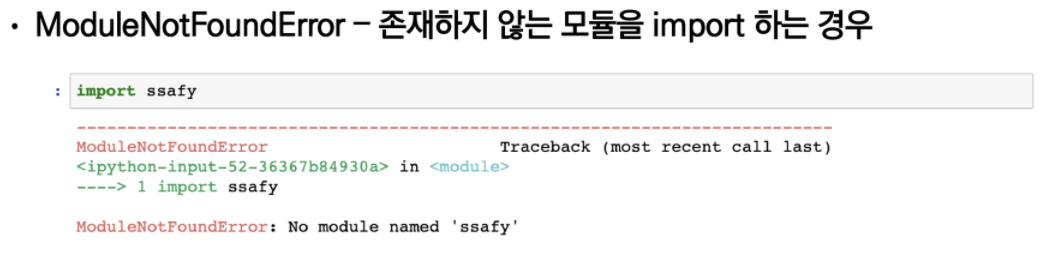 • ModuleNotFoundError – 존재하지 않는 모듈을 import 하는 경우
: import ssafy
---------------------------------------------------------------------------
ModuleNotFoundError                       Traceback (most recent call last)
<ipython-input-52-36367b84930a> in <module>
----> 1 import ssafy

ModuleNotFoundError: No module named 'ssafy'